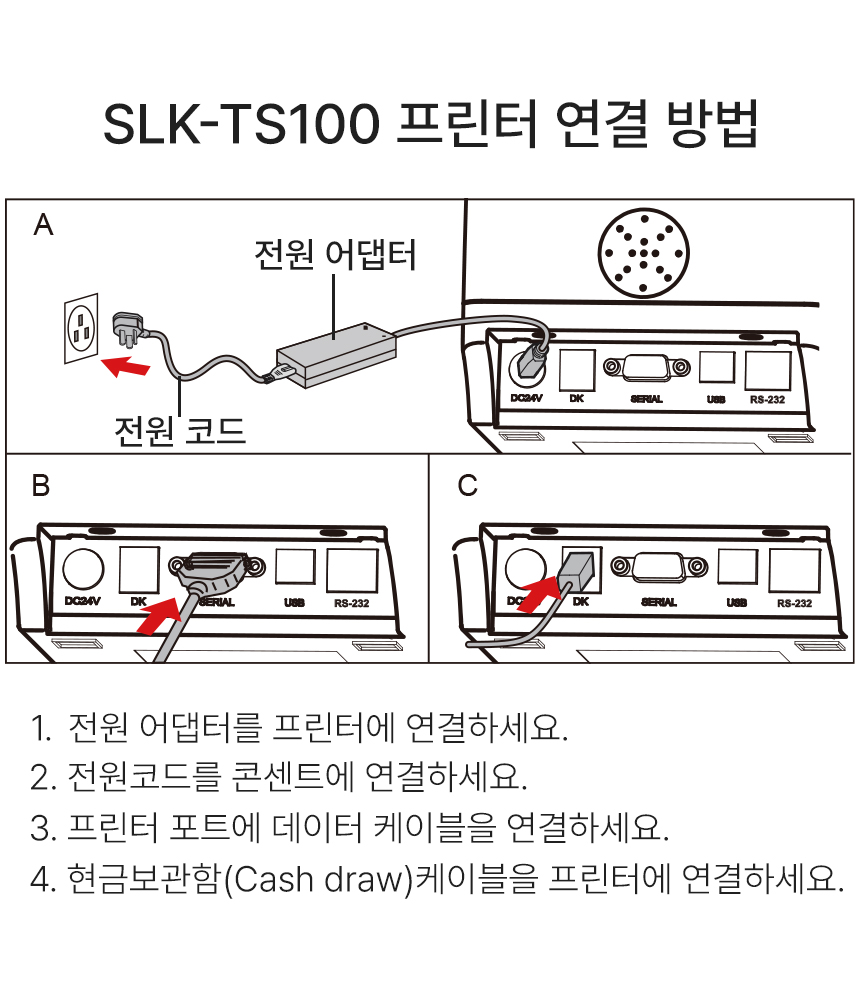 SLK-TS100 프린터 연결 방법
A
전원 어댑터
전원 코드
DC24V DK SERIAL USB RS-232
B
DC24V DK SERIAL USB RS-232
C
DK SERIAL USB RS-232
1. 전원 어댑터를 프린터에 연결하세요.
2. 전원코드를 콘센트에 연결하세요.
3. 프린터 포트에 데이터 케이블을 연결하세요.
4. 현금보관함(Cash draw)케이블을 프린터에 연결하세요.